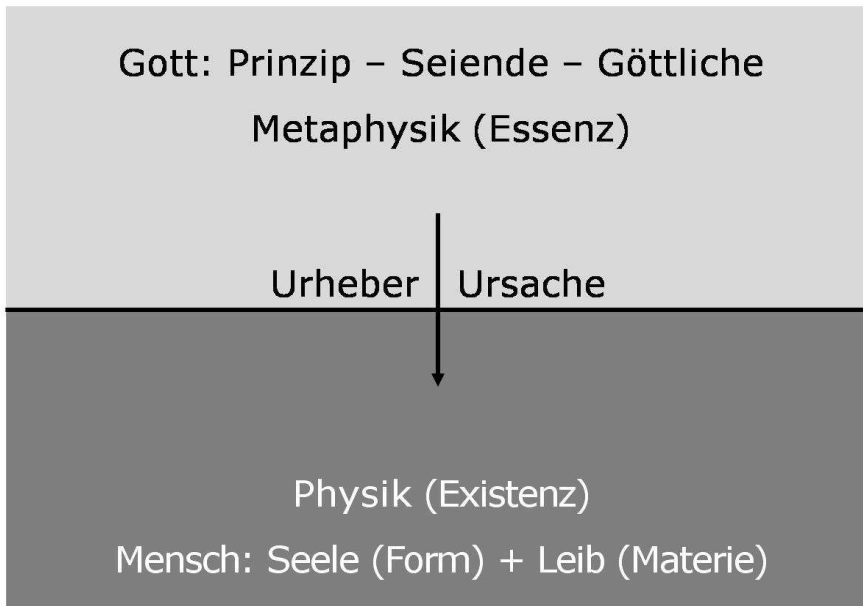 Gott: Prinzip – Seiende – Göttliche
Metaphysik (Essenz)
Urheber Ursache
Physik (Existenz)
Mensch: Seele (Form) + Leib (Materie)